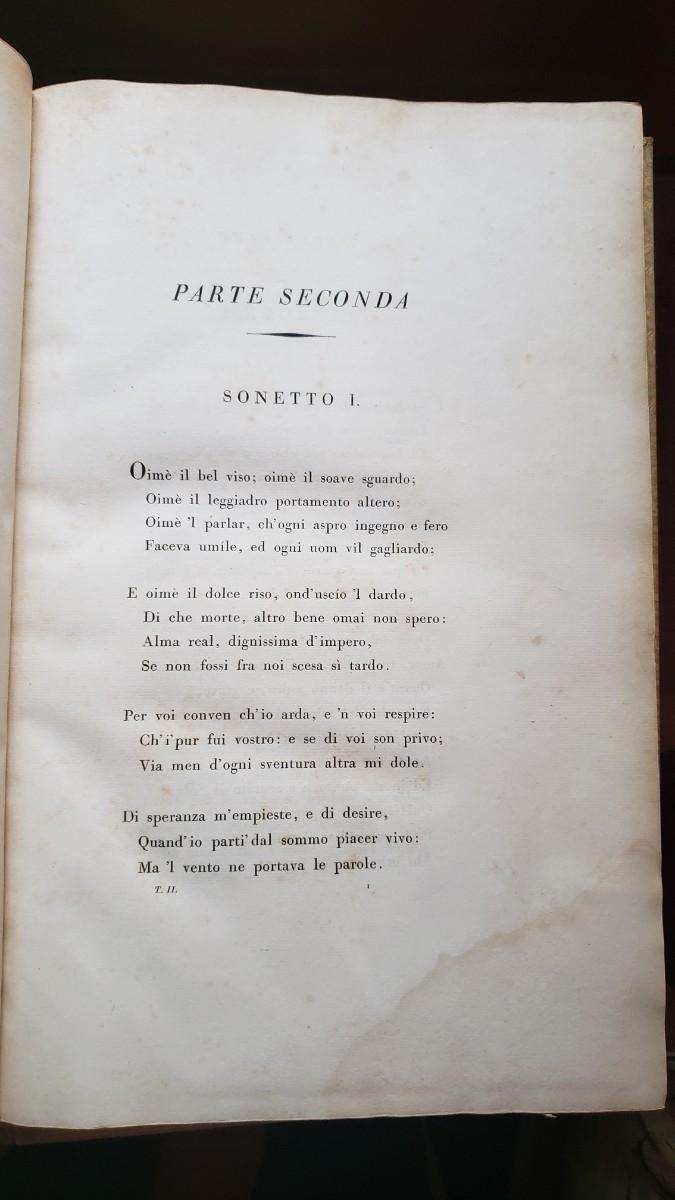 PARTE SECONDA
SONETTO I.
Oimè il bel viso; oimè il soave sguardo;
Oimè il leggiadro portamento altero;
Oimè 'l parlar, ch'ogni aspro ingegno e fero
Faceva umíle, ed ogni uom vil gagliardo;
E oimè il dolce riso, ond'uscío 'l dardo,
Di che morte, altro bene omai non spero:
Alma real, dignissima d'impero,
Se non fossi fra noi scesa sì tardo.
Per voi conven ch'io arda, e 'n voi respire:
Ch'i'pur fui vostro: e se di voi son privo;
Via men d'ogni sventura altra mi dole.
Di speranza m'empieste, e di desire,
Quand'io partí'dal sommo piacer vivo:
Ma 'l vento ne portava le parole.
T. II. 1